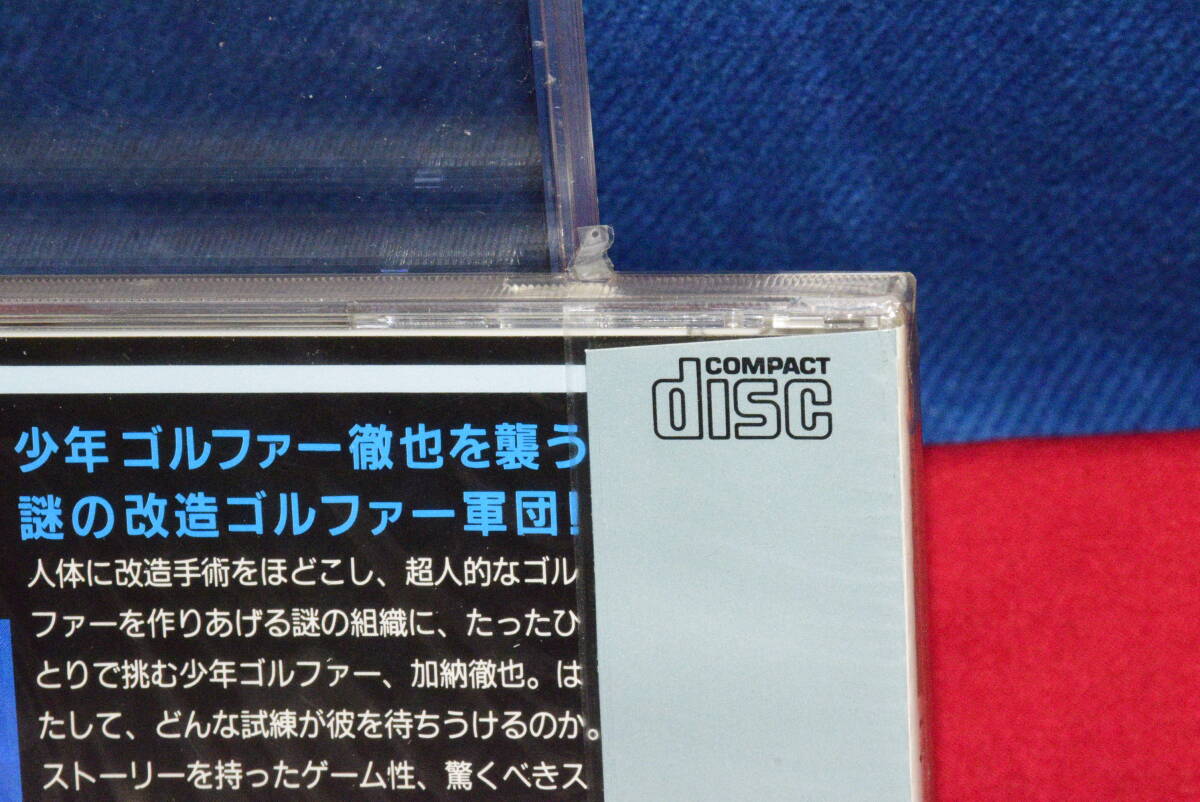 COMPACT
disc
少年ゴルファー徹也を襲う
謎の改造ゴルファー軍団!
人体に改造手術をほどこし、超人的なゴル
ファーを作りあげる謎の組織に、たったひ
とりで挑む少年ゴルファー、加納徹也。は
たして、どんな試練が彼を待ちうけるのか。
ストーリーを持ったゲーム性、驚くべきス